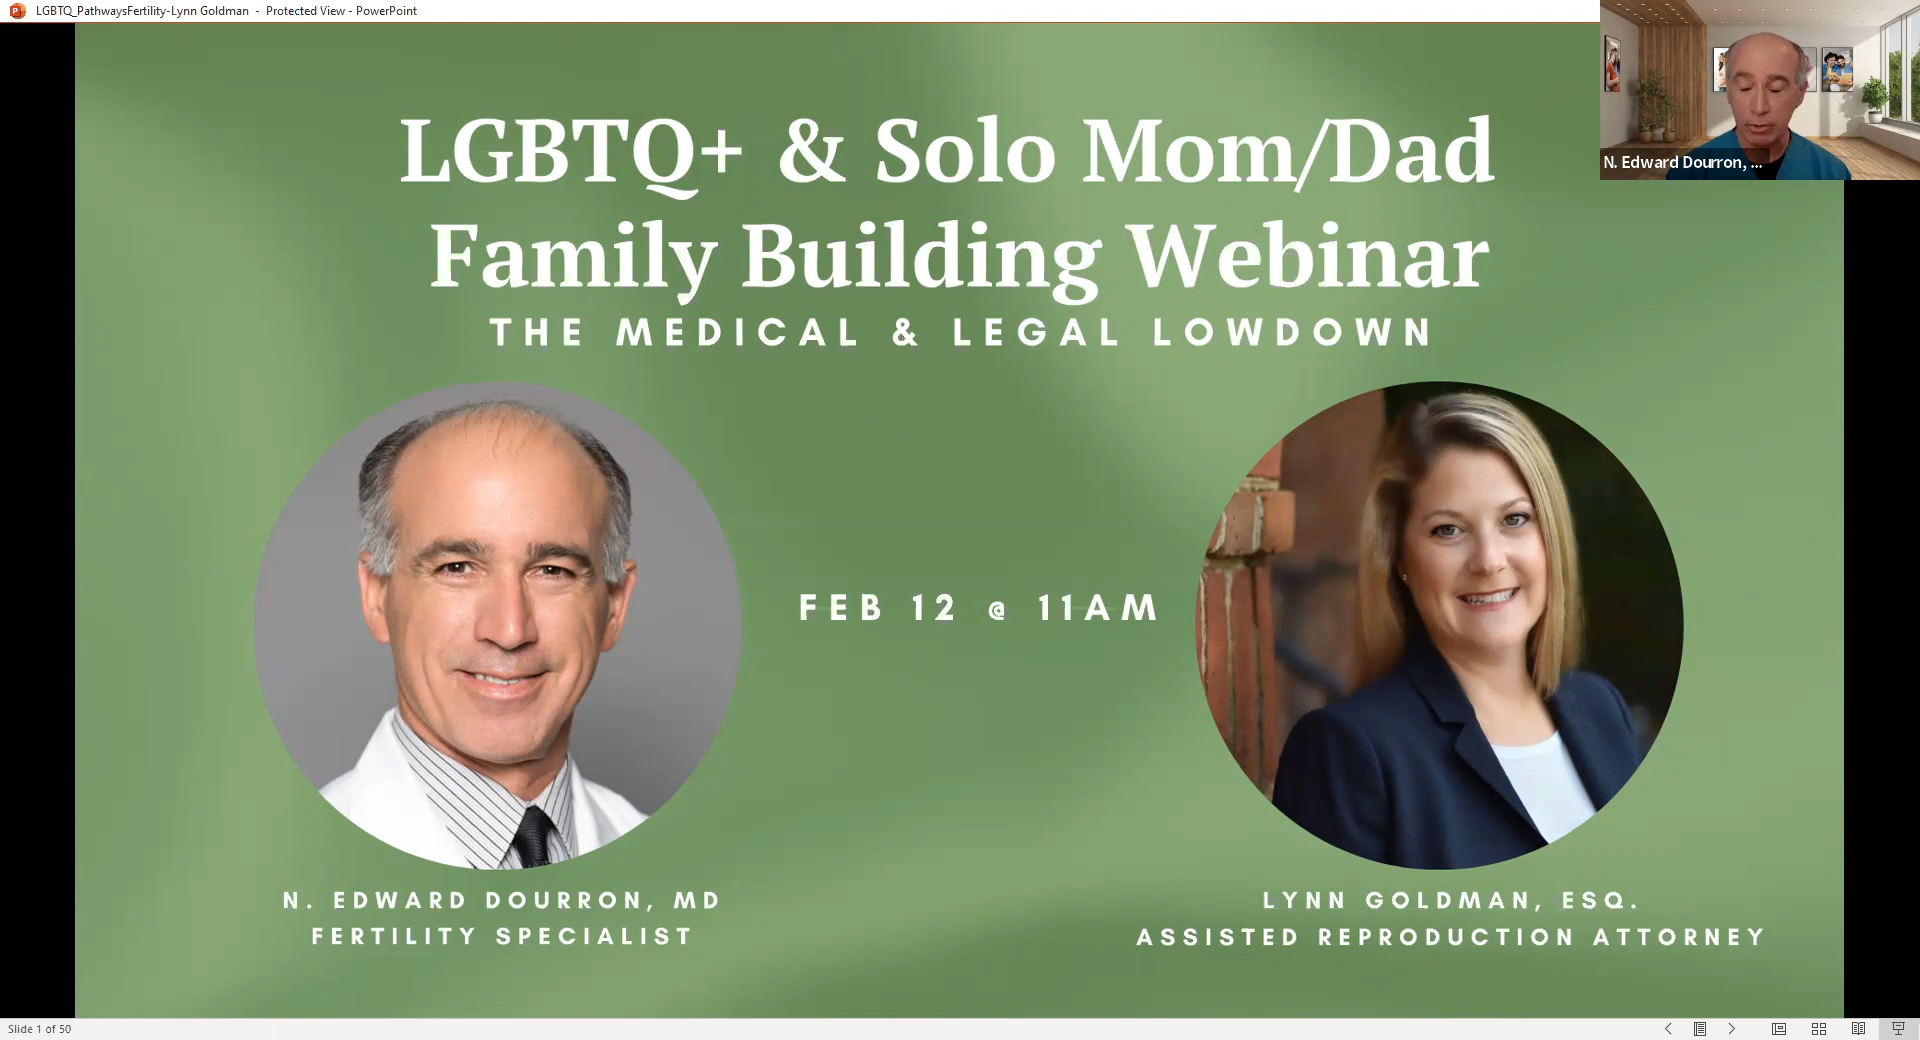 LGBTQ_PathwaysFertility-Lynn Goldman - Protected View - PowerPoint
N. Edward Dourron, ...
LGBTQ+ & Solo Mom/Dad
Family Building Webinar
THE MEDICAL & LEGAL LOWDOWN
FEB 12 @ 11AM
N. EDWARD DOURRON, MD
FERTILITY SPECIALIST
LYNN GOLDMAN, ESQ.
ASSISTED REPRODUCTION ATTORNEY
Slide 1 of 50